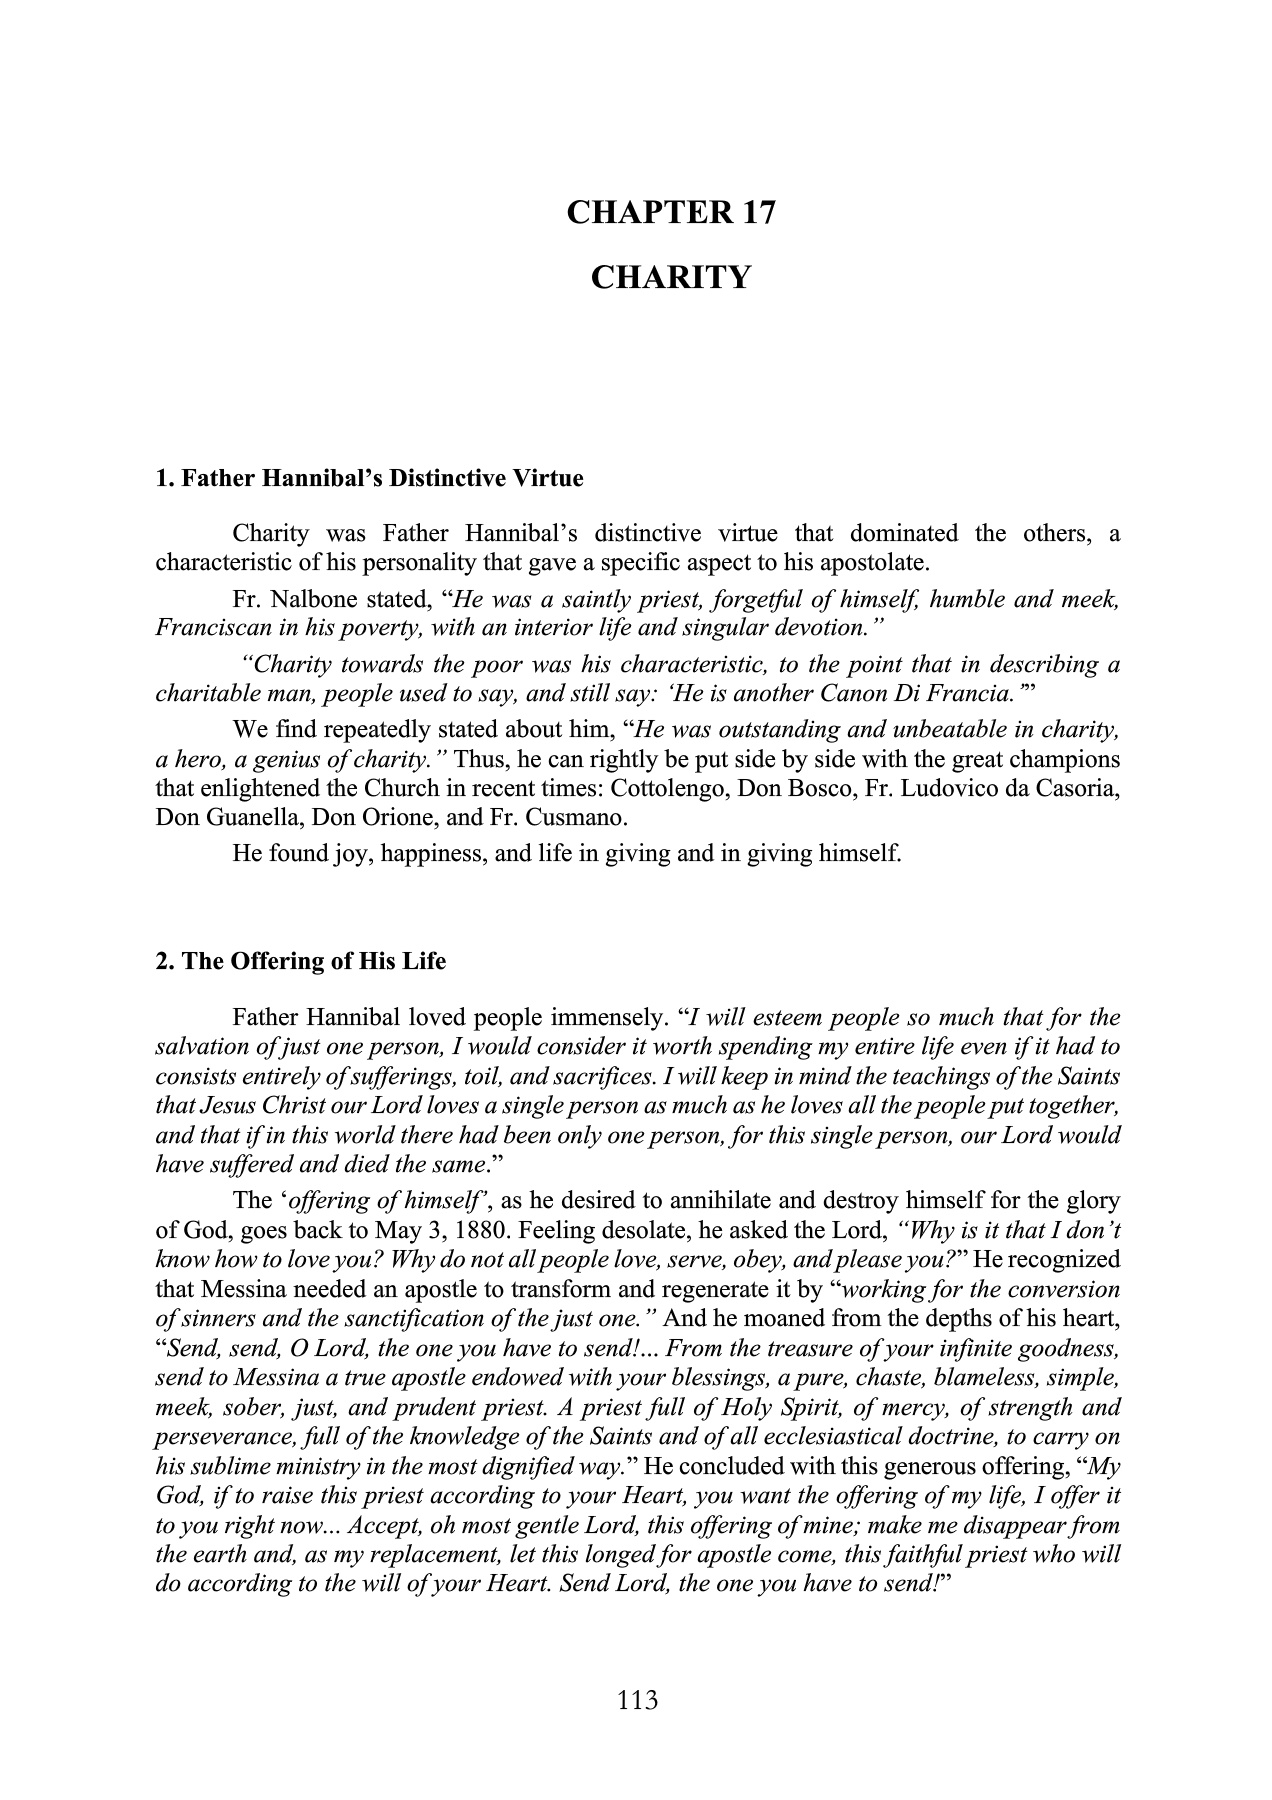 CHAPTER 17
CHARITY
1. Father Hannibal’s Distinctive Virtue
Charity was Father Hannibal’s distinctive virtue that dominated the others, a
characteristic of his personality that gave a specific aspect to his apostolate.
Fr. Nalbone stated, “He was a saintly priest, forgetful of himself, humble and meek,
Franciscan in his poverty, with an interior life and singular devotion.”
“Charity towards the poor was his characteristic, to the point that in describing a
charitable man, people used to say, and still say: ‘He is another Canon Di Francia.’”
We find repeatedly stated about him, “He was outstanding and unbeatable in charity,
a hero, a genius of charity.” Thus, he can rightly be put side by side with the great champions
that enlightened the Church in recent times: Cottolengo, Don Bosco, Fr. Ludovico da Casoria,
Don Guanella, Don Orione, and Fr. Cusmano.
He found joy, happiness, and life in giving and in giving himself.
2. The Offering of His Life
Father Hannibal loved people immensely. “I will esteem people so much that for the
salvation of just one person, I would consider it worth spending my entire life even if it had to
consists entirely of sufferings, toil, and sacrifices. I will keep in mind the teachings of the Saints
that Jesus Christ our Lord loves a single person as much as he loves all the people put together,
and that if in this world there had been only one person, for this single person, our Lord would
have suffered and died the same.”
The ‘offering of himself’, as he desired to annihilate and destroy himself for the glory
of God, goes back to May 3, 1880. Feeling desolate, he asked the Lord, “Why is it that I don’t
know how to love you? Why do not all people love, serve, obey, and please you?” He recognized
that Messina needed an apostle to transform and regenerate it by “working for the conversion
of sinners and the sanctification of the just one.” And he moaned from the depths of his heart,
“Send, send, O Lord, the one you have to send!... From the treasure of your infinite goodness,
send to Messina a true apostle endowed with your blessings, a pure, chaste, blameless, simple,
meek, sober, just, and prudent priest. A priest full of Holy Spirit, of mercy, of strength and
perseverance, full of the knowledge of the Saints and of all ecclesiastical doctrine, to carry on
his sublime ministry in the most dignified way.” He concluded with this generous offering, “My
God, if to raise this priest according to your Heart, you want the offering of my life, I offer it
to you right now... Accept, oh most gentle Lord, this offering of mine; make me disappear from
the earth and, as my replacement, let this longed for apostle come, this faithful priest who will
do according to the will of your Heart. Send Lord, the one you have to send!”
113